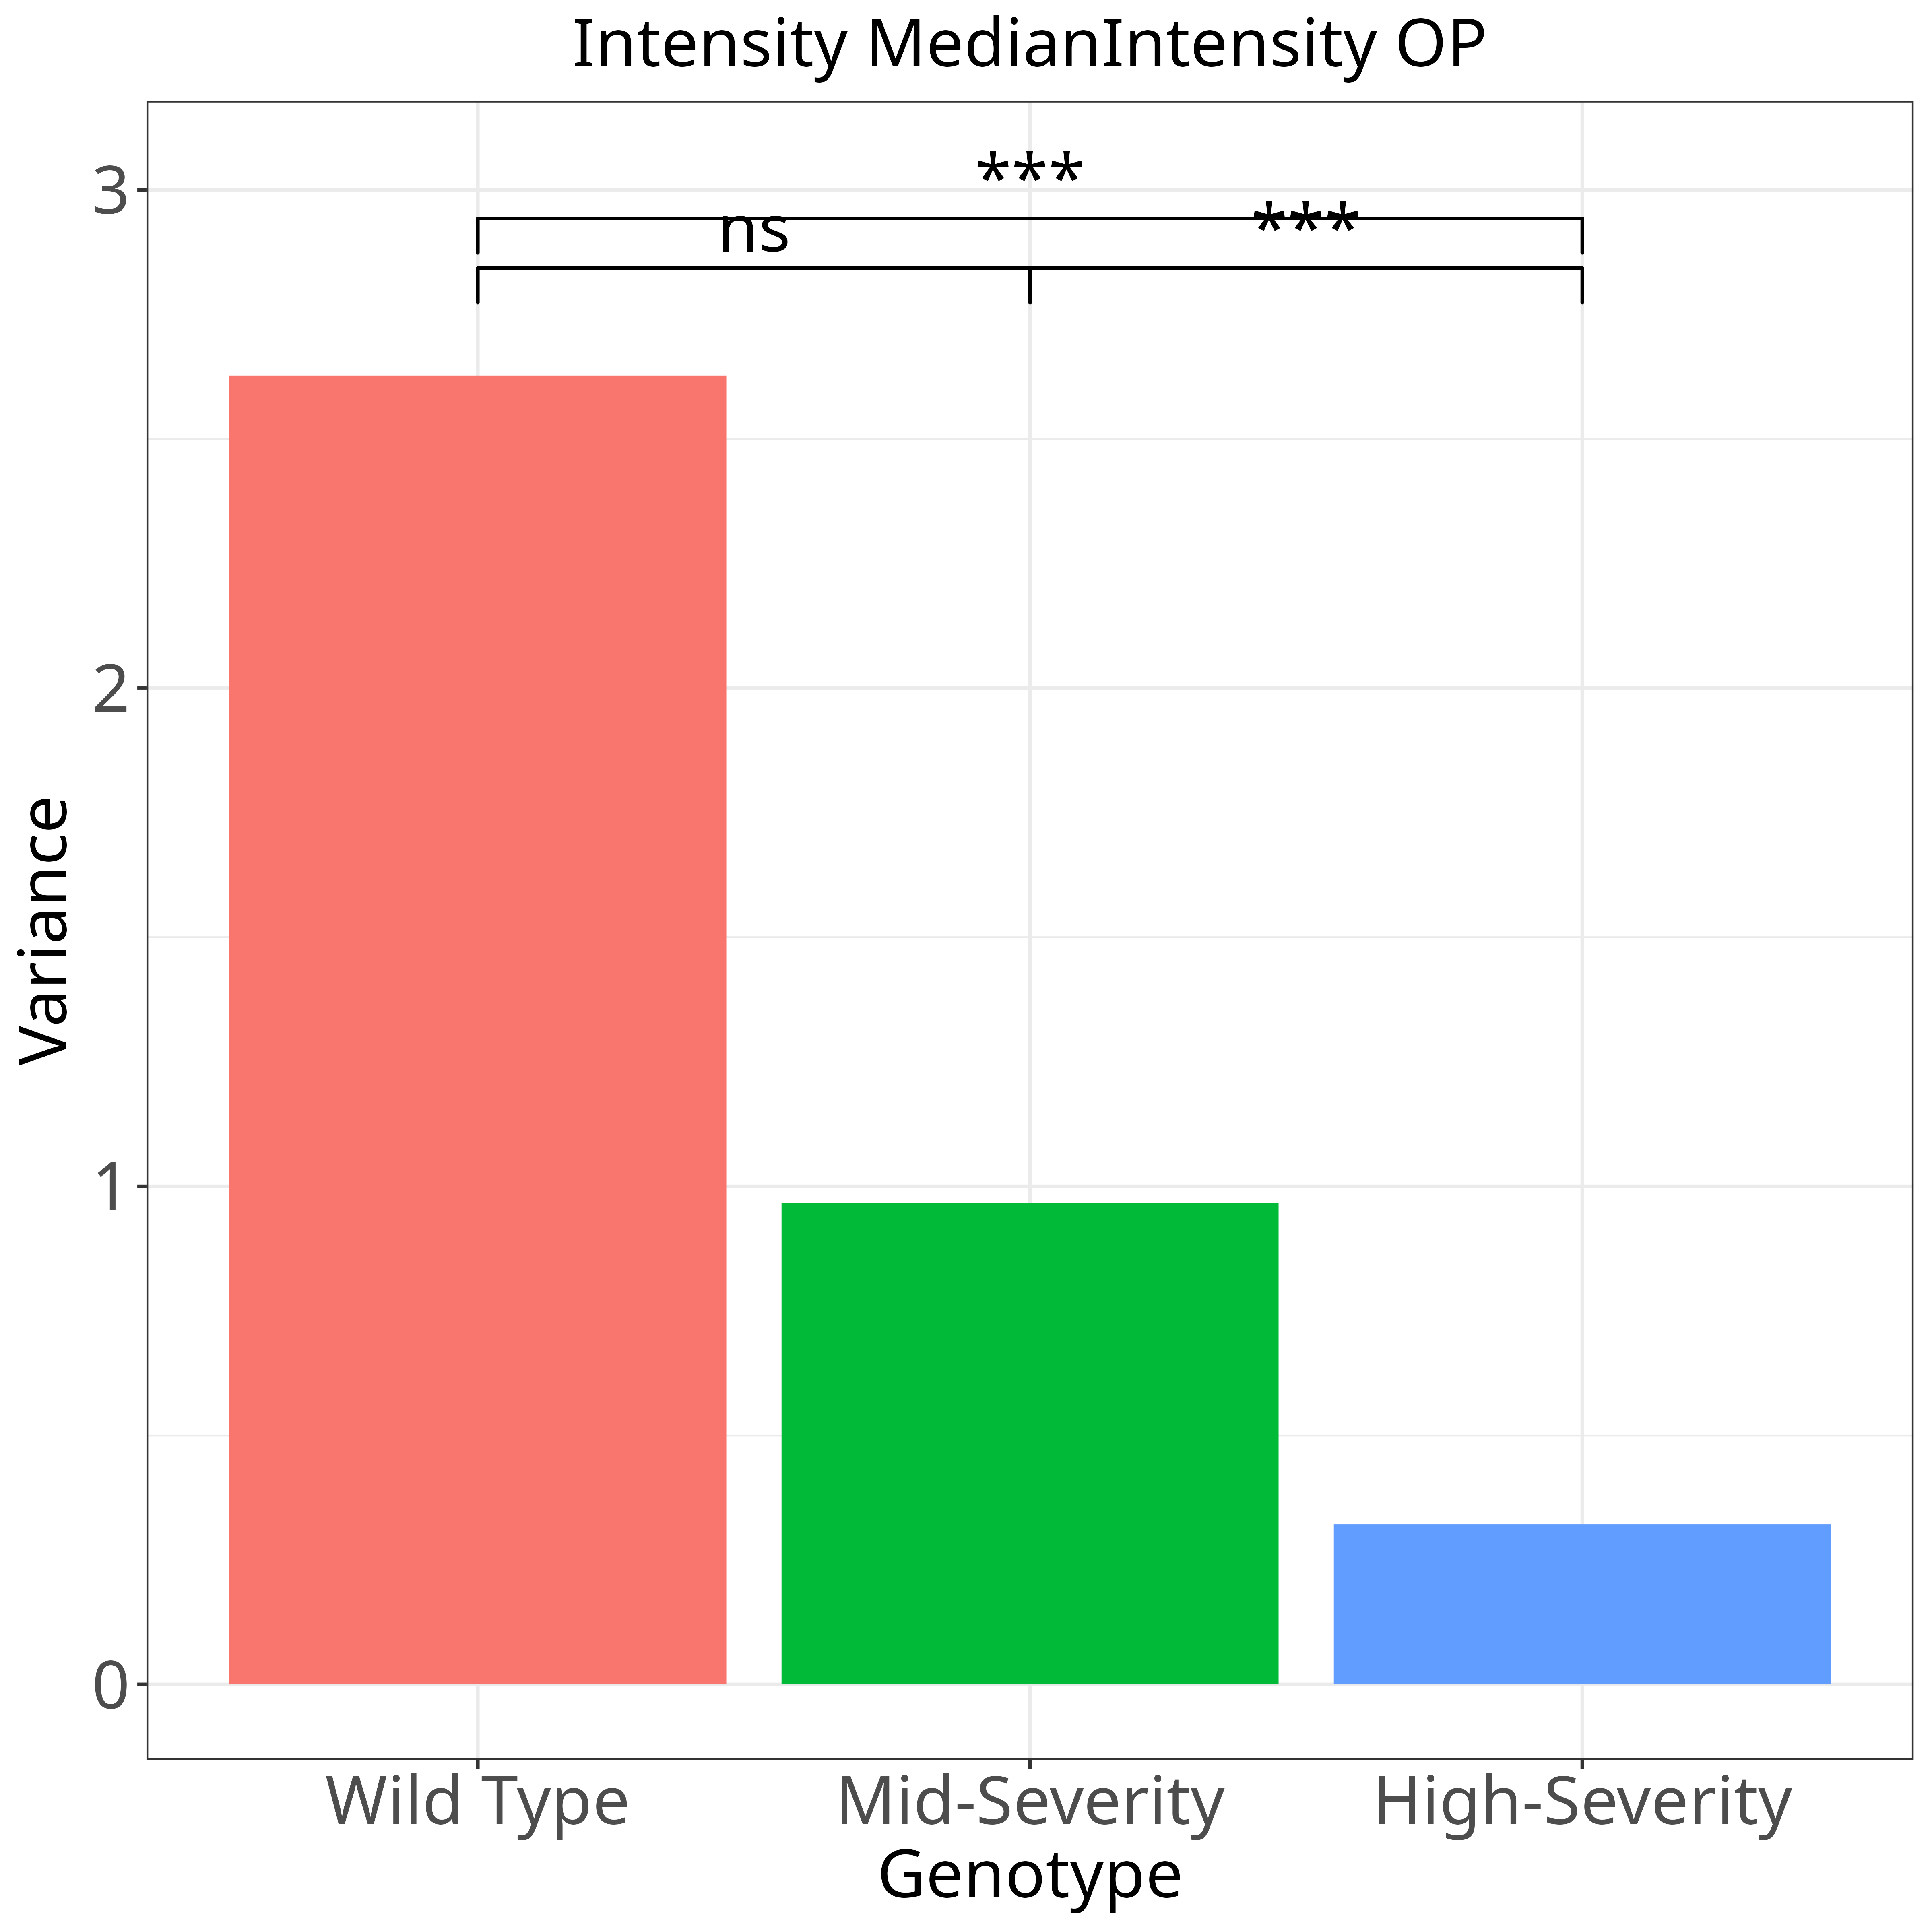 Intensity MedianIntensity OP
***
ns ***
3
2
1
0
Variance
Wild Type Mid-Severity High-Severity
Genotype